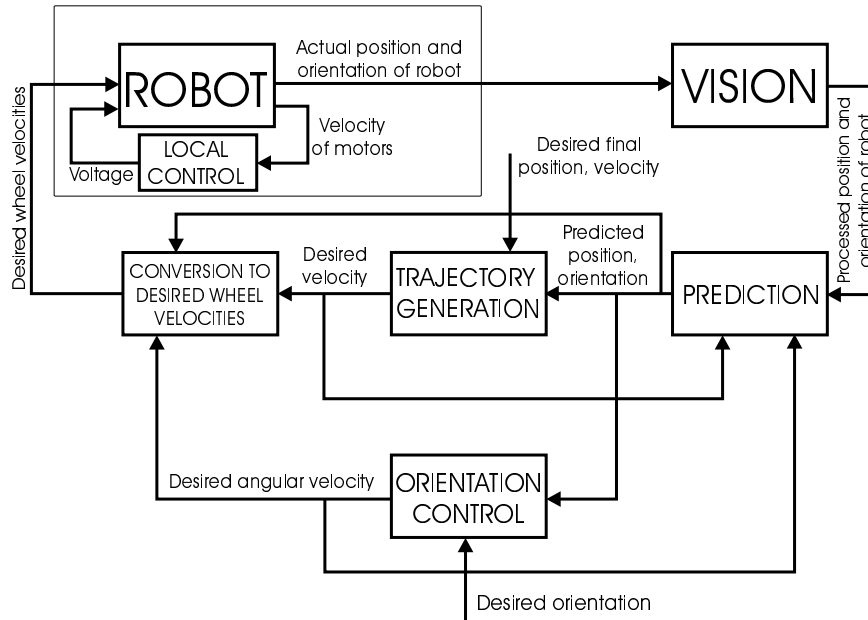 Actual position and
orientation of robot
ROBOT
VISION
Velocity
of motors
LOCAL
CONTROL
Voltage
Desired wheel velocities
Desired final
position, velocity
Processed position and
orientation of robot
Predicted
position,
orientation
Desired
velocity
CONVERSION TO
DESIRED WHEEL
VELOCITIES
TRAJECTORY
GENERATION
PREDICTION
Desired angular velocity
ORIENTATION
CONTROL
Desired orientation